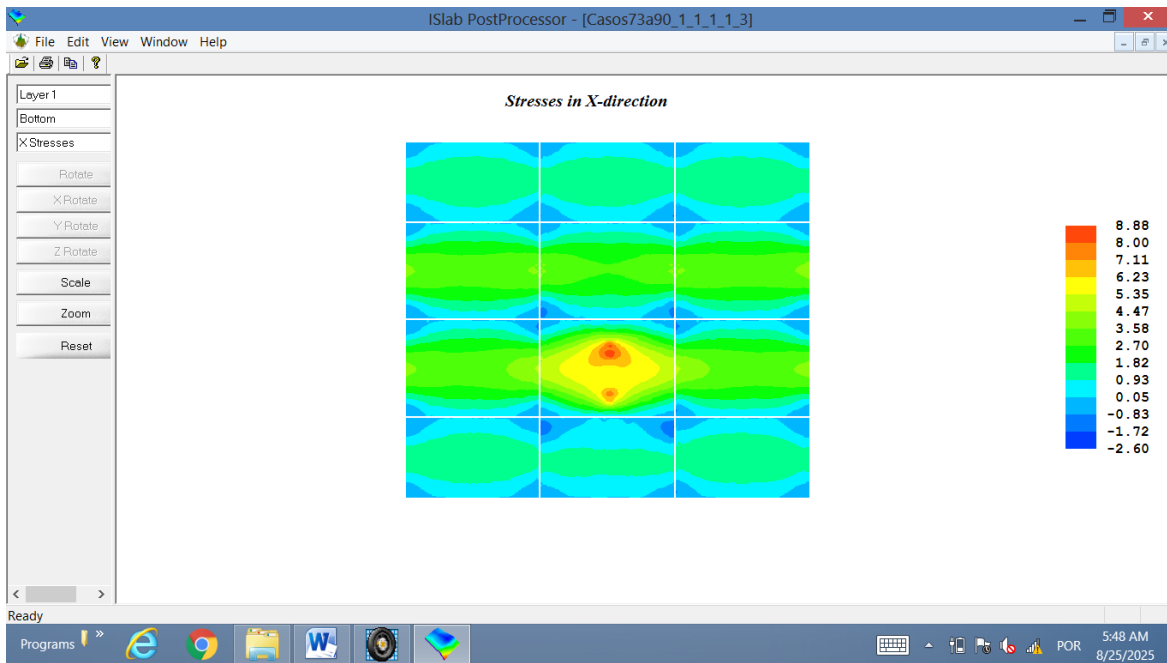 ISlab PostProcessor - [Casos73a90_1_1_1_1_3]
File Edit View Window Help
Layer 1
Bottom
X Stresses
Rotate
X Rotate
Y Rotate
Z Rotate
Scale
Zoom
Reset
Stresses in X-direction
8.88
8.00
7.11
6.23
5.35
4.47
3.58
2.70
1.82
0.93
0.05
-0.83
-1.72
-2.60
Ready
Programs
POR
5:48 AM
8/25/2025